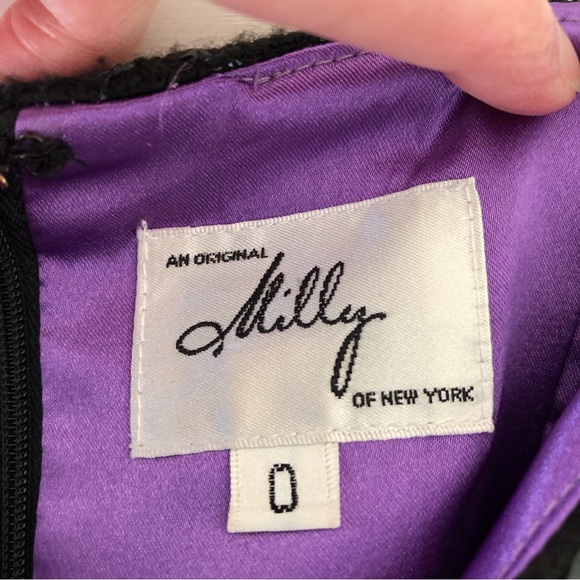 AN ORIGINAL
Milly
OF NEW YORK
0